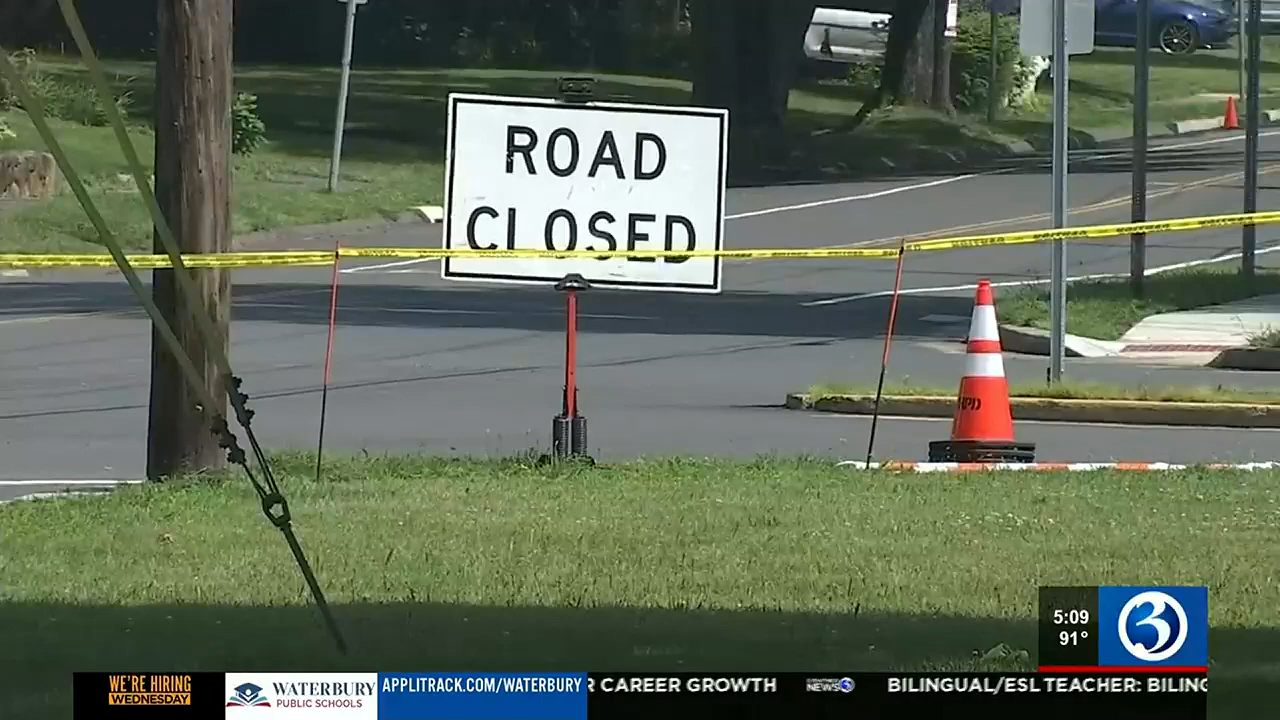 ROAD
CLOSED
5:09
91°
3
WE'RE HIRING
WEDNESDAY
WATERBURY
PUBLIC SCHOOLS
APPLITRACK.COM/WATERBURY
R CAREER GROWTH
NEWS 3
BILINGUAL/ESL TEACHER: BILING